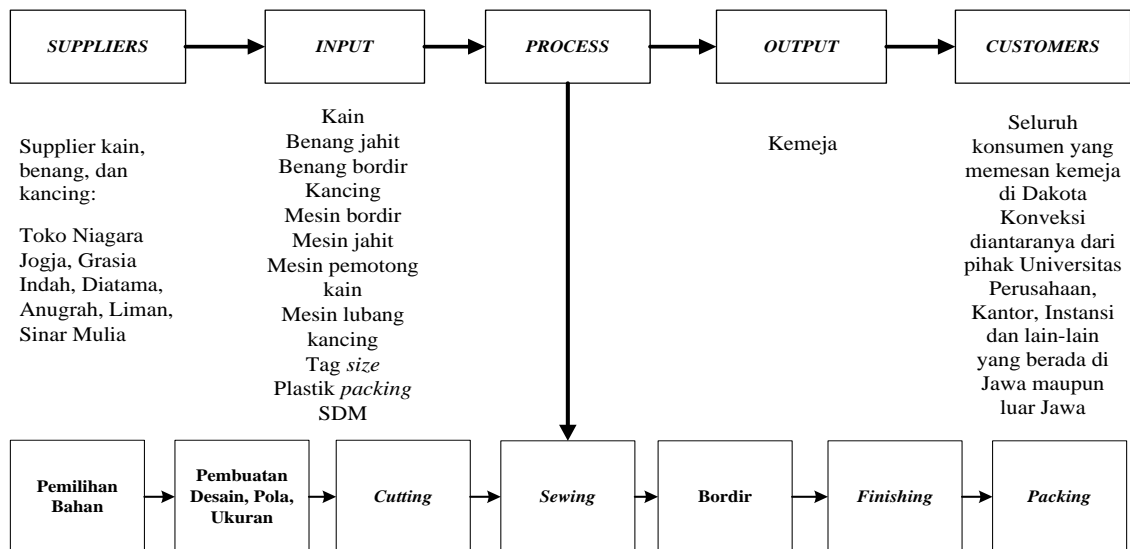 SUPPLIERS
INPUT
PROCESS
OUTPUT
CUSTOMERS
Supplier kain,
benang, dan
kancing:
Toko Niagara
Jogja, Grasia
Indah, Diatama,
Anugrah, Liman,
Sinar Mulia
Kain
Benang jahit
Benang bordir
Kancing
Mesin bordir
Mesin jahit
Mesin pemotong
kain
Mesin lubang
kancing
Tag size
Plastik packing
SDM
Kemeja
Seluruh
konsumen yang
memesan kemeja
di Dakota
Konveksi
diantaranya dari
pihak Universitas
Perusahaan,
Kantor, Instansi
dan lain-lain
yang berada di
Jawa maupun
luar Jawa
Pemilihan
Bahan
Pembuatan
Desain, Pola,
Ukuran
Cutting
Sewing
Bordir
Finishing
Packing